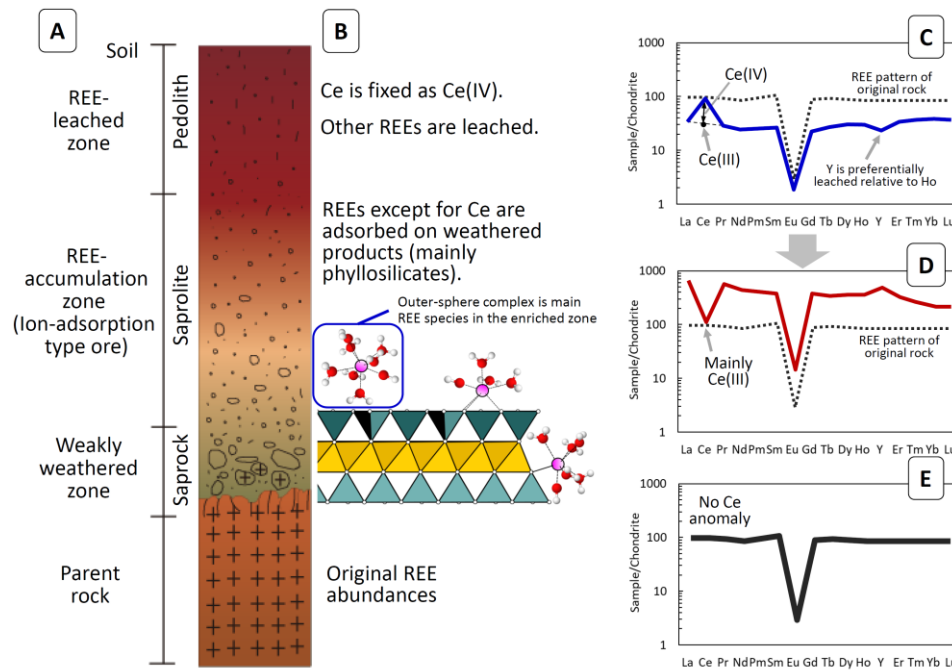 A
Soil
REE-
leached
zone
Pedolith
REE-
accumulation
zone
(Ion-adsorption
type ore)
Saprolite
Weakly
weathered
zone
Saprock
Parent
rock
B
Ce is fixed as Ce(IV).
Other REEs are leached.
REEs except for Ce are
adsorbed on weathered
products (mainly
phyllosilicates).
Outer-sphere complex is main
REE species in the enriched zone
Original REE
abundances
C
Sample/Chondrite
1000
100
10
1
Ce(IV)
REE pattern of
original rock
Ce(III)
Y is preferentially
leached relative to Ho
La Ce Pr Nd Pm Sm Eu Gd Tb Dy Ho Y Er Tm Yb Lu
D
Sample/Chondrite
1000
100
10
1
Mainly
Ce(III)
REE pattern of
original rock
La Ce Pr Nd Pm Sm Eu Gd Tb Dy Ho Y Er Tm Yb Lu
E
Sample/Chondrite
1000
100
10
1
No Ce
anomaly
La Ce Pr Nd Pm Sm Eu Gd Tb Dy Ho Y Er Tm Yb Lu